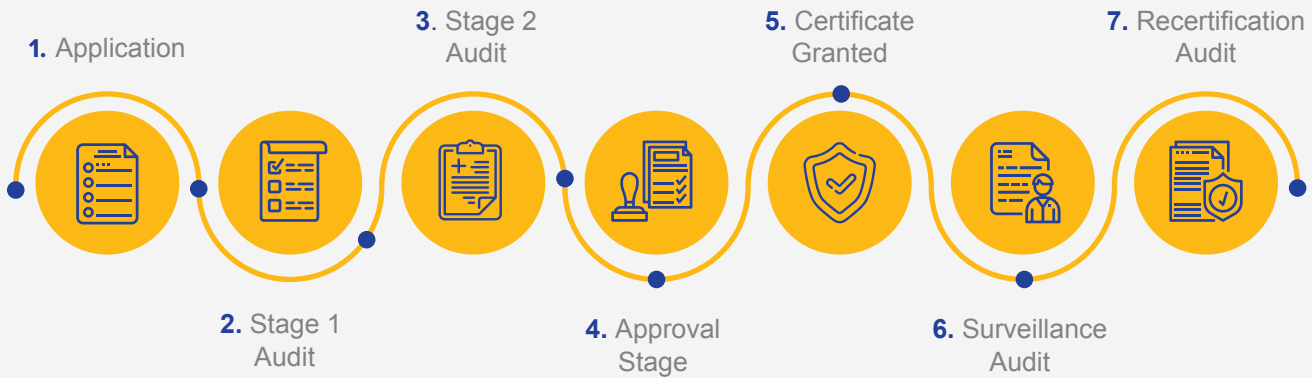 1. Application
2. Stage 1
Audit
3. Stage 2
Audit
4. Approval
Stage
5. Certificate
Granted
6. Surveillance
Audit
7. Recertification
Audit